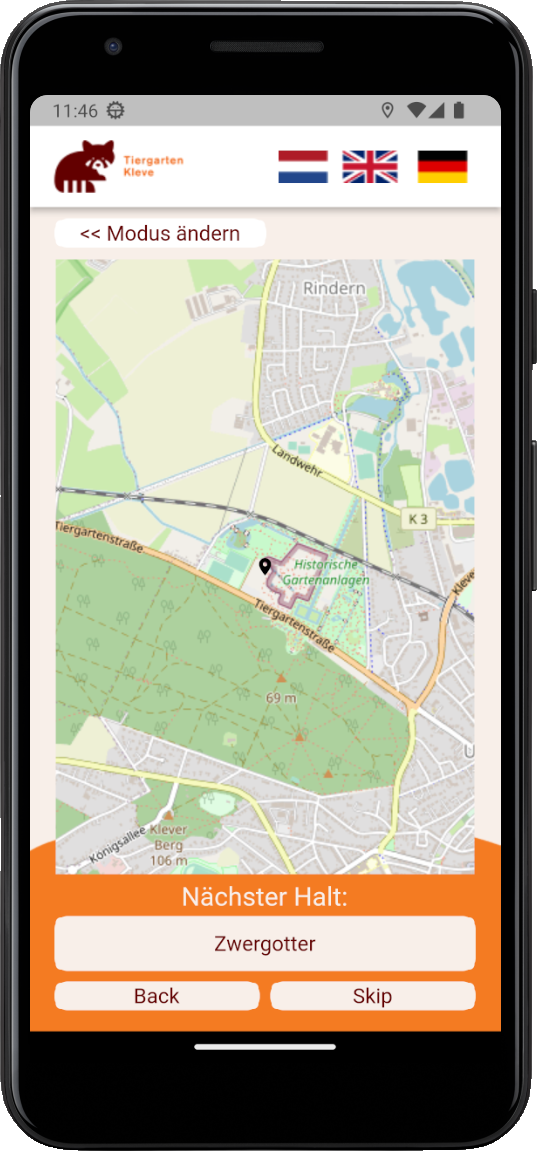 11:46
Tiergarten
Kleve
<< Modus ändern
Rindern
Landwehr
K 3
Tiergartenstraße
Historische
Gartenanlagen
Kleve
Tiergartenstraße
69 m
U
Königsallee
Klever
Berg
106 m
Nächster Halt:
Zwergotter
Back
Skip